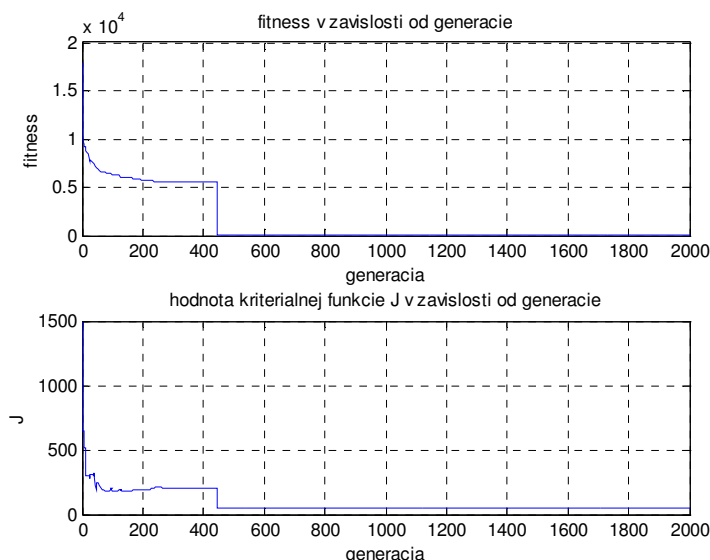 fitness v zavislosti od generacie
x 10^4
2
1.5
1
0.5
0
fitness
0 200 400 600 800 1000 1200 1400 1600 1800 2000
generacia
hodnota kriterialnej funkcie J v zavislosti od generacie
1500
1000
500
0
J
0 200 400 600 800 1000 1200 1400 1600 1800 2000
generacia